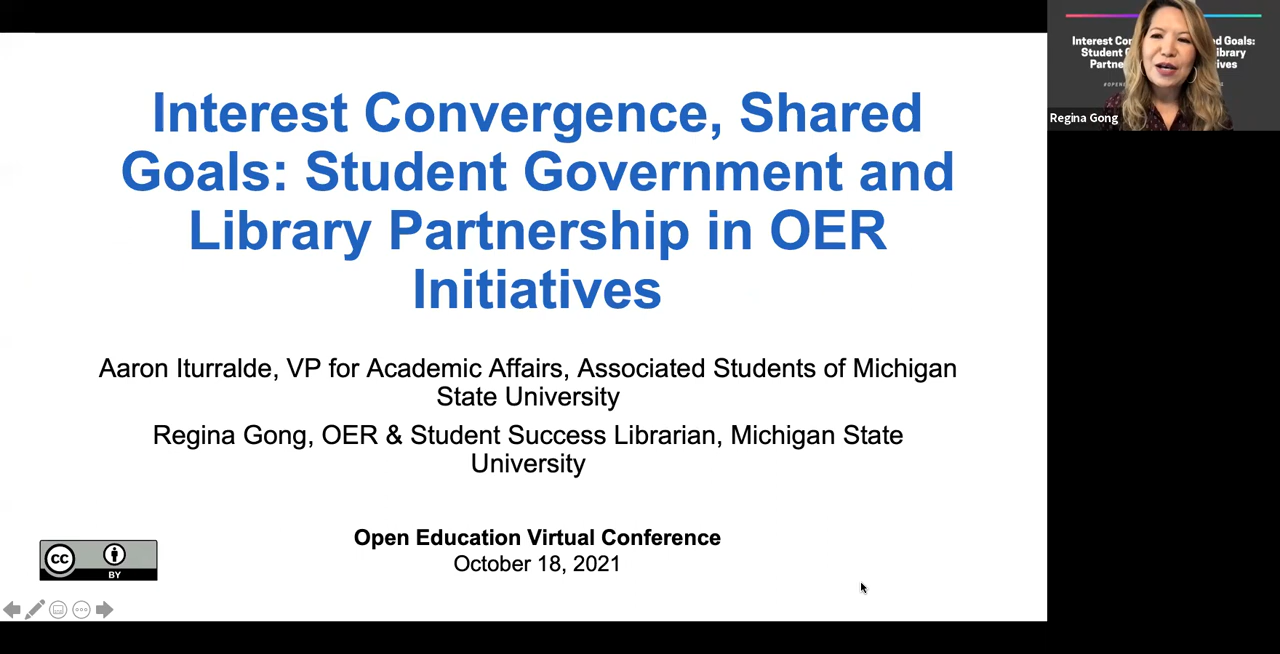 Interest Convergence, Shared
Goals: Student Government and
Library Partnership in OER
Initiatives
Aaron Iturralde, VP for Academic Affairs, Associated Students of Michigan
State University
Regina Gong, OER & Student Success Librarian, Michigan State
University
Open Education Virtual Conference
October 18, 2021
cc
BY
Regina Gong